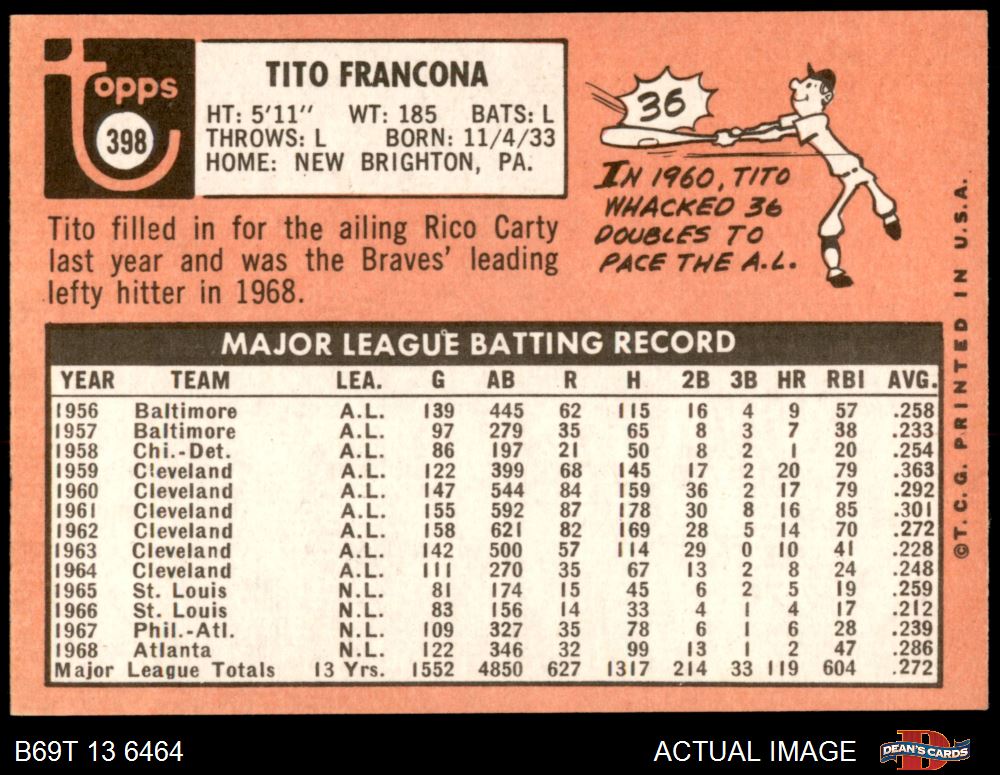 Topps
398
TITO FRANCONA
HT: 5'11" WT: 185 BATS: L
THROWS: L BORN: 11/4/33
HOME: NEW BRIGHTON, PA.
36
IN 1960, TITO
WHACKED 36
DOUBLES TO
PACE THE A.L.
Tito filled in for the ailing Rico Carty
last year and was the Braves' leading
lefty hitter in 1968.
MAJOR LEAGUE BATTING RECORD
YEAR TEAM LEA. G AB R H 2B 3B HR RBI AVG.
1956 Baltimore A.L. 139 445 62 115 16 4 9 57 .258
1957 Baltimore A.L. 97 279 35 65 8 3 7 38 .233
1958 Chi.-Det. A.L. 86 197 21 50 8 2 1 20 .254
1959 Cleveland A.L. 122 399 68 145 17 2 20 79 .363
1960 Cleveland A.L. 147 544 84 159 36 2 17 79 .292
1961 Cleveland A.L. 155 592 87 178 30 8 16 85 .301
1962 Cleveland A.L. 158 621 82 169 28 5 14 70 .272
1963 Cleveland A.L. 142 500 57 114 29 0 10 41 .228
1964 Cleveland A.L. 111 270 35 67 13 2 8 24 .248
1965 St. Louis N.L. 81 174 15 45 6 2 5 19 .259
1966 St. Louis N.L. 83 156 14 33 4 1 4 17 .212
1967 Phil.-Atl. N.L. 109 327 35 78 6 1 6 28 .239
1968 Atlanta N.L. 122 346 32 99 13 1 2 47 .286
Major League Totals 13 Yrs. 1552 4850 627 1317 214 33 119 604 .272
©T.C.G. PRINTED IN U.S.A.
B69T 13 6464
ACTUAL IMAGE
DEAN'S CARDS